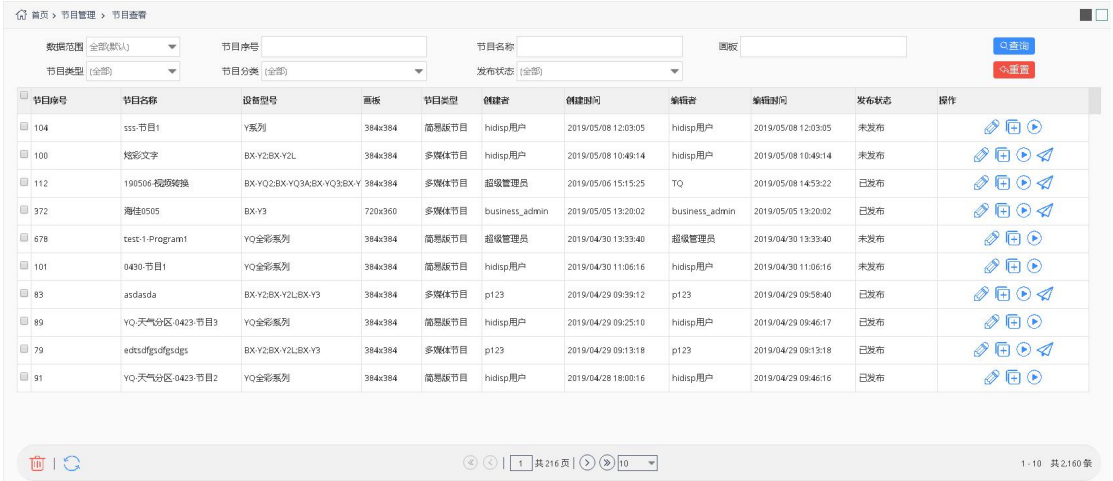 首页 > 节目管理 > 节目查看
数据范围 全部(默认) 节目序号 节目名称 画板 查询
节目类型 (全部) 节目分类 (全部) 发布状态 (全部) 重置
节目序号 节目名称 设备型号 画板 节目类型 创建者 创建时间 编辑者 编辑时间 发布状态 操作
104 sss-节目1 Y系列 384x384 简易版节目 hidisp用户 2019/05/08 12:03:05 hidisp用户 2019/05/08 12:03:05 未发布
100 炫彩文字 BX-Y2;BX-Y2L 384x384 多媒体节目 hidisp用户 2019/05/08 10:49:14 hidisp用户 2019/05/08 10:49:14 未发布
112 190506-视频转换 BX-YQ2;BX-YQ3A;BX-YQ3;BX-Y 384x384 多媒体节目 超级管理员 2019/05/06 15:15:25 TQ 2019/05/08 14:53:22 已发布
372 海佳0505 BX-Y3 720x360 多媒体节目 business_admin 2019/05/05 13:20:02 business_admin 2019/05/05 13:20:02 已发布
678 test-1-Program1 YQ全彩系列 384x384 简易版节目 超级管理员 2019/04/30 13:33:40 超级管理员 2019/04/30 13:33:40 未发布
101 0430-节目1 YQ全彩系列 384x384 简易版节目 hidisp用户 2019/04/30 11:06:16 hidisp用户 2019/04/30 11:06:16 未发布
83 asdasda BX-Y2;BX-Y2L;BX-Y3 384x384 多媒体节目 p123 2019/04/29 09:39:12 p123 2019/04/29 09:58:40 已发布
89 YQ-天气分区-0423-节目3 YQ全彩系列 384x384 简易版节目 hidisp用户 2019/04/29 09:25:10 hidisp用户 2019/04/29 09:46:17 已发布
79 edtsdfgsdfgsdgs BX-Y2;BX-Y2L;BX-Y3 384x384 多媒体节目 p123 2019/04/29 09:13:18 p123 2019/04/29 09:13:18 已发布
91 YQ-天气分区-0423-节目2 YQ全彩系列 384x384 简易版节目 hidisp用户 2019/04/28 18:00:16 hidisp用户 2019/04/29 09:46:16 已发布
1 共216页 10 1 - 10 共2,160条